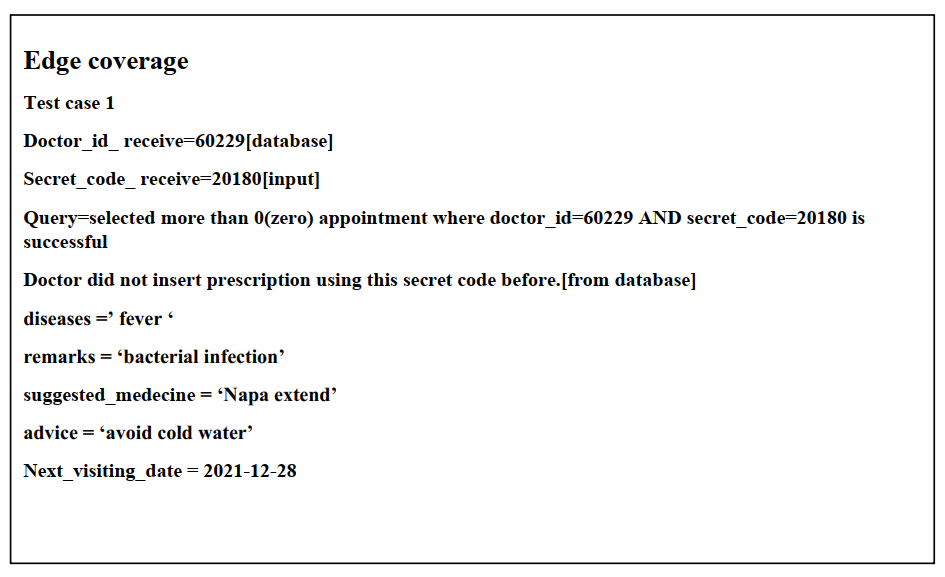 Edge coverage
Test case 1
Doctor_id_ receive=60229[database]
Secret_code_ receive=20180[input]
Query=selected more than 0(zero) appointment where doctor_id=60229 AND secret_code=20180 is
successful
Doctor did not insert prescription using this secret code before.[from database]
diseases =’ fever ‘
remarks = ‘bacterial infection’
suggested_medecine = ‘Napa extend’
advice = ‘avoid cold water’
Next_visiting_date = 2021-12-28